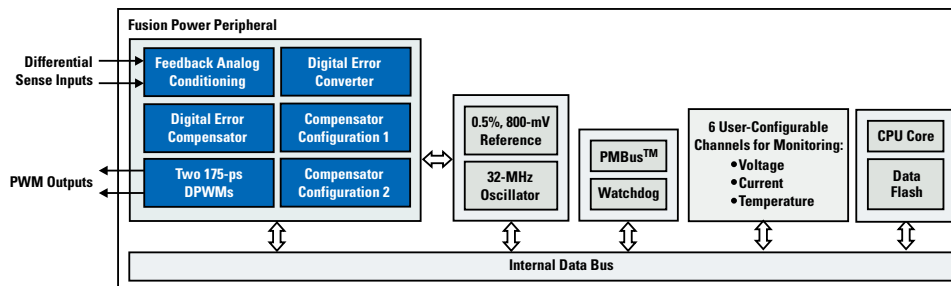 Fusion Power Peripheral
Differential
Sense Inputs
PWM Outputs
Feedback Analog
Conditioning
Digital Error
Converter
Digital Error
Compensator
Compensator
Configuration 1
Two 175-ps
DPWMs
Compensator
Configuration 2
0.5%, 800-mV
Reference
32-MHz
Oscillator
PMBus™
Watchdog
6 User-Configurable
Channels for Monitoring:
•Voltage
•Current
•Temperature
CPU Core
Data
Flash
Internal Data Bus